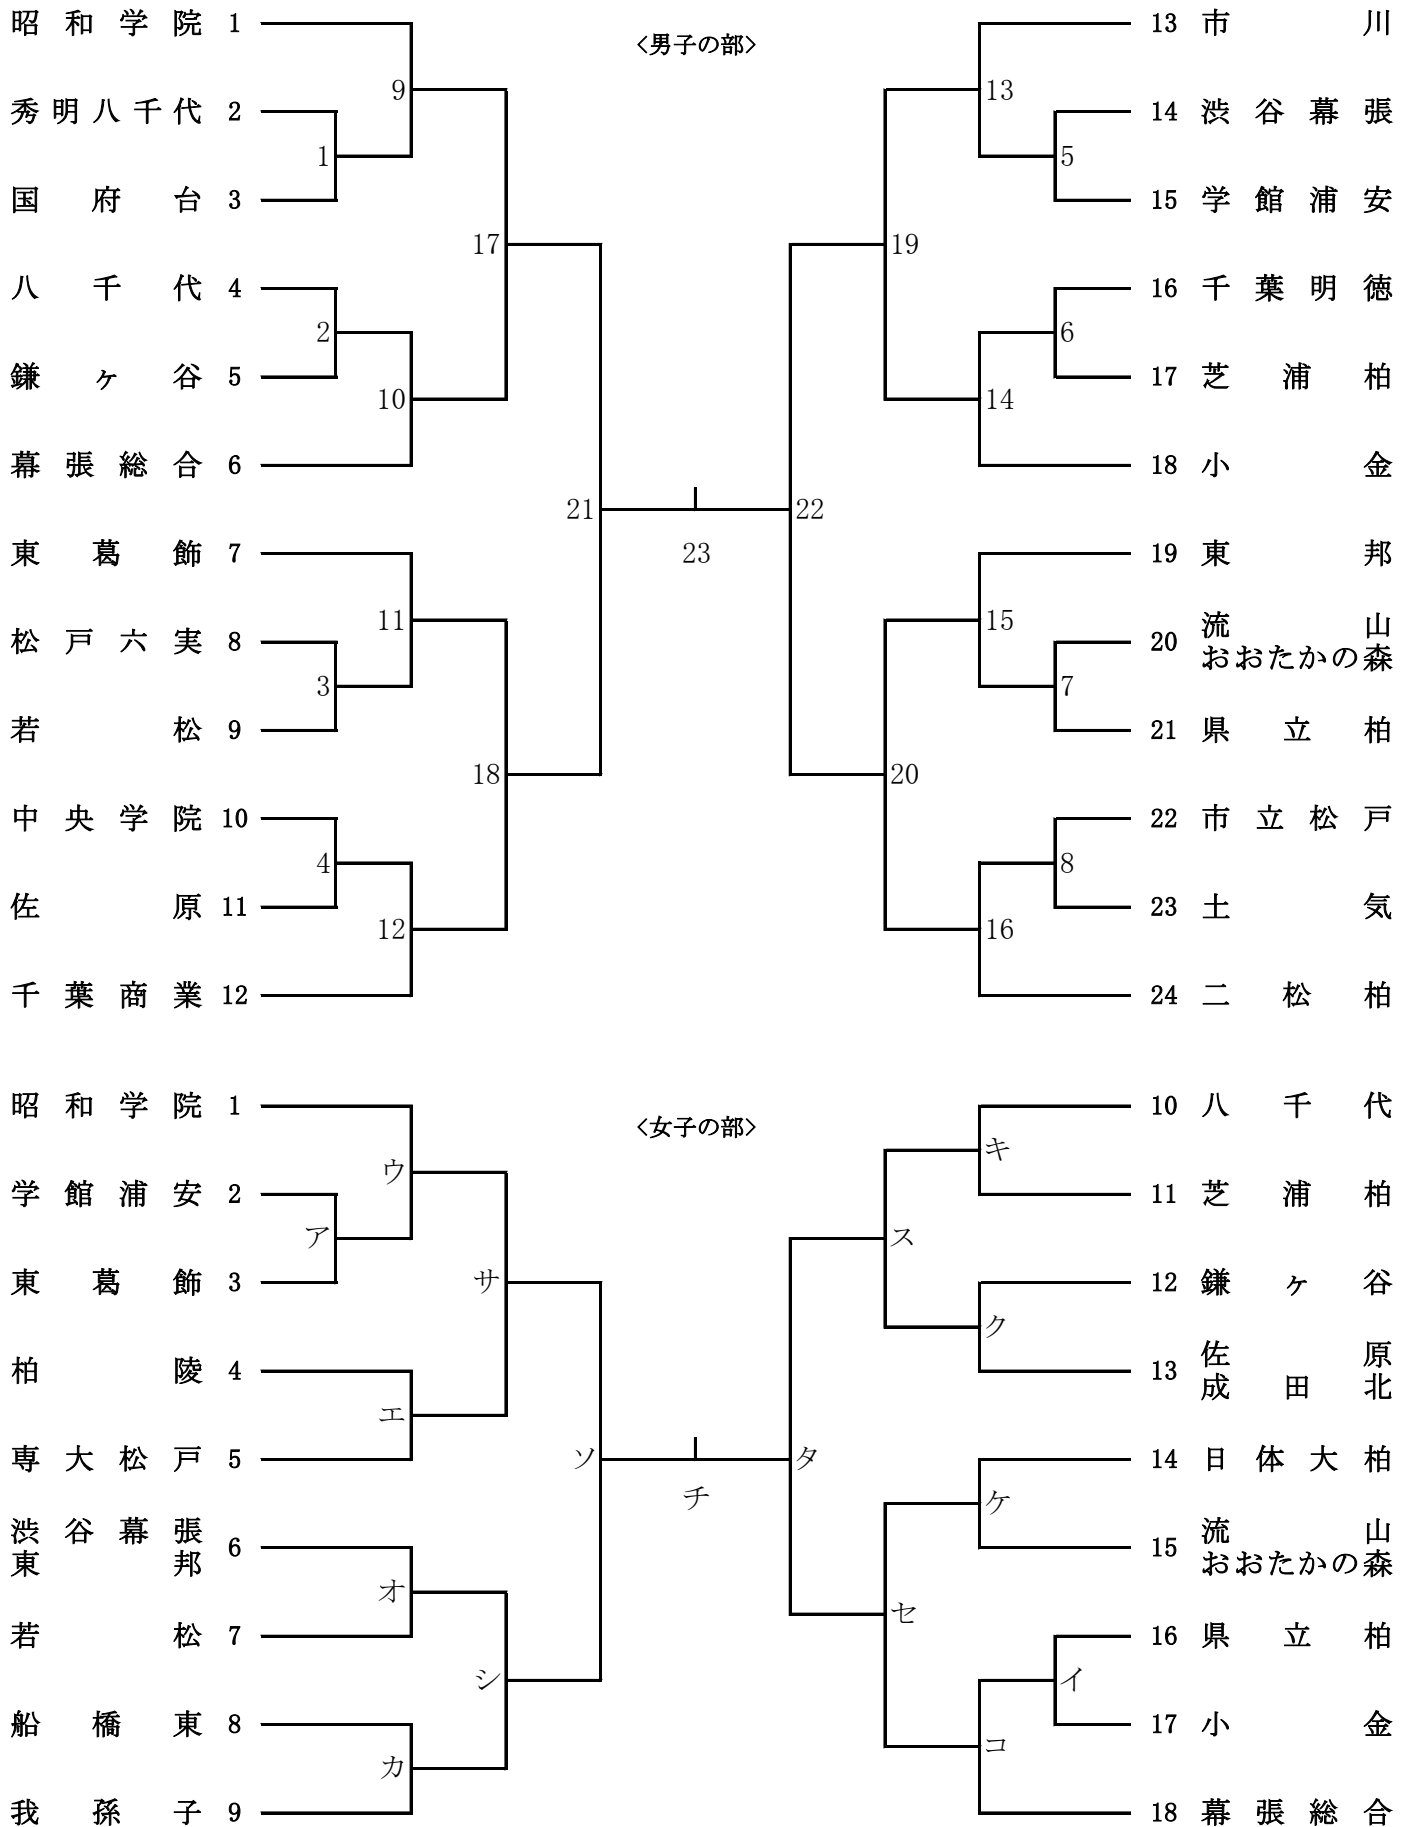 <男子の部>
昭和学院 1
秀明八千代 2
国府台 3
八千代 4
鎌ヶ谷 5
幕張総合 6
東葛飾 7
松戸六実 8
若松 9
中央学院 10
佐原 11
千葉商業 12
1
2
3
4
9
10
11
12
17
18
21
23
22
19
20
13
14
15
16
5
6
7
8
13 市川
14 渋谷幕張
15 学館浦安
16 千葉明徳
17 芝浦柏
18 小金
19 東邦
20 流山
おおたかの森
21 県立柏
22 市立松戸
23 土気
24 二松柏
<女子の部>
昭和学院 1
学館浦安 2
東葛飾 3
柏陵 4
専大松戸 5
渋谷幕張
東邦 6
若松 7
船橋東 8
我孫子 9
ア
ウ
エ
オ
カ
サ
シ
ソ
チ
タ
ス
セ
キ
ク
ケ
コ
イ
10 八千代
11 芝浦柏
12 鎌ヶ谷
13 佐原
成田北
14 日体大柏
15 流山
おおたかの森
16 県立柏
17 小金
18 幕張総合